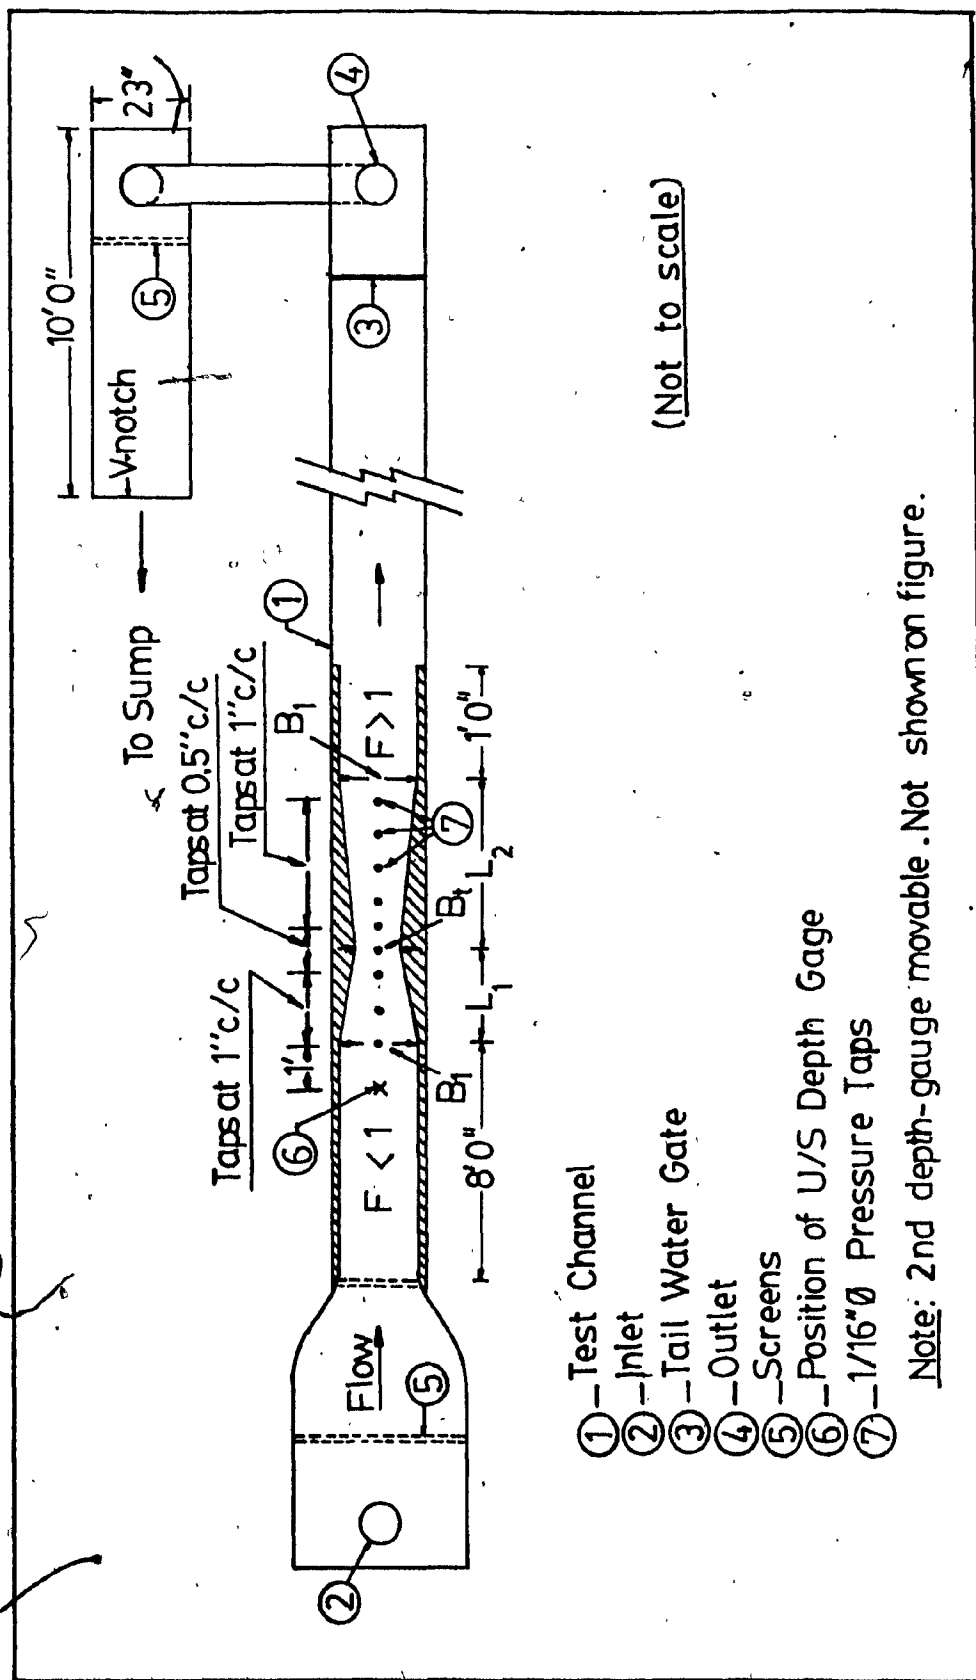 10'0"
23"
V-notch
To Sump
Taps at 1"c/c
Taps at 0.5"c/c
Taps at 1"c/c
1'
B1
F < 1
F > 1
B1
Bt
8'0"
L1
L2
1'0"
Flow
1
2
3
4
5
5
6
7
(Not to scale)
1 – Test Channel
2 – Inlet
3 – Tail Water Gate
4 – Outlet
5 – Screens
6 – Position of U/S Depth Gage
7 – 1/16"Ø Pressure Taps
Note: 2nd depth-gauge movable. Not shown on figure.